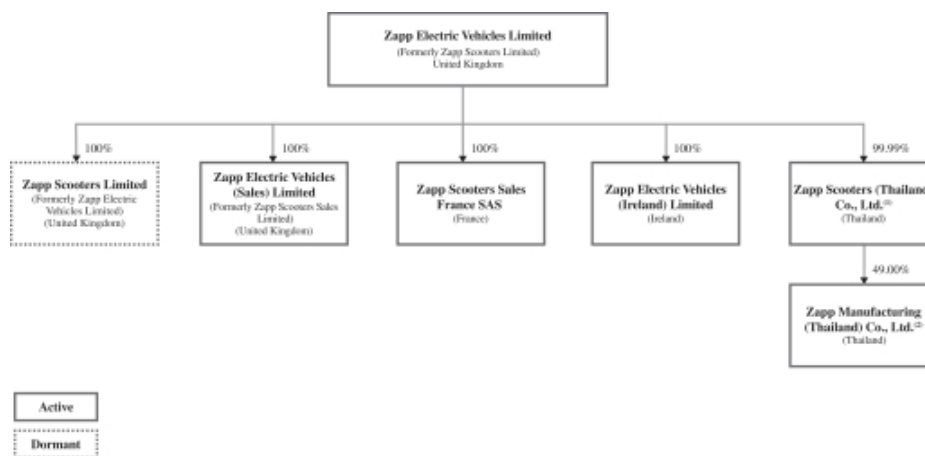 Zapp Electric Vehicles Limited
(Formerly Zapp Scooters Limited)
United Kingdom
100%
100%
100%
100%
99.99%
Zapp Scooters Limited
(Formerly Zapp Electric
Vehicles Limited)
(United Kingdom)
Zapp Electric Vehicles
(Sales) Limited
(Formerly Zapp Scooters Sales
Limited)
(United Kingdom)
Zapp Scooters Sales
France SAS
(France)
Zapp Electric Vehicles
(Ireland) Limited
(Ireland)
Zapp Scooters (Thailand
Co., Ltd.(1)
(Thailand)
49.00%
Zapp Manufacturing
(Thailand) Co., Ltd.(2)
(Thailand)
Active
Dormant